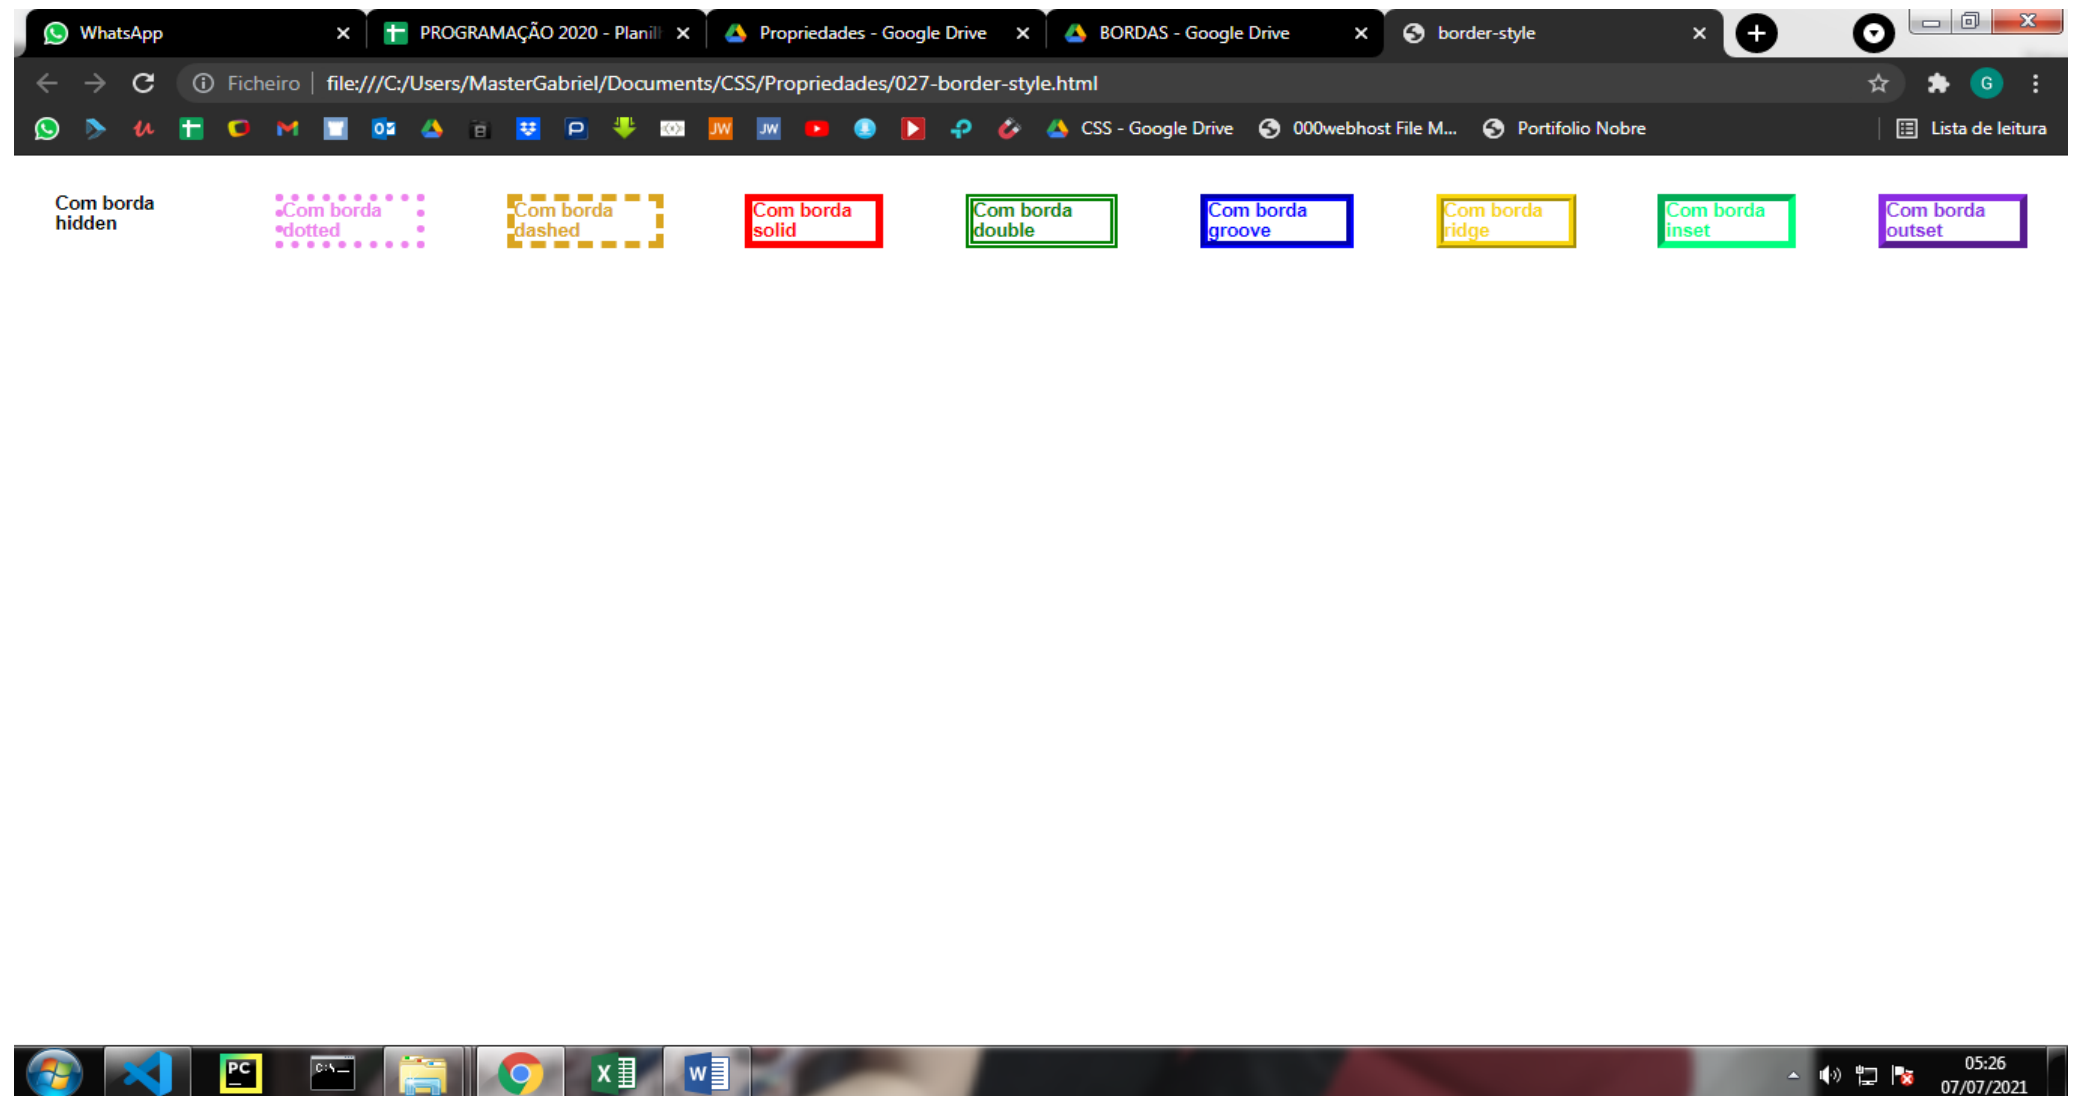 WhatsApp
PROGRAMAÇÃO 2020 - Planil
Propriedades - Google Drive
BORDAS - Google Drive
border-style
Ficheiro
file:///C:/Users/MasterGabriel/Documents/CSS/Propriedades/027-border-style.html
G
JW
JW
CSS - Google Drive
000webhost File M...
Portifolio Nobre
Lista de leitura
Com borda
hidden
Com borda
dotted
Com borda
dashed
Com borda
solid
Com borda
double
Com borda
groove
Com borda
ridge
Com borda
inset
Com borda
outset
PC
C:\_
X
W
05:26
07/07/2021